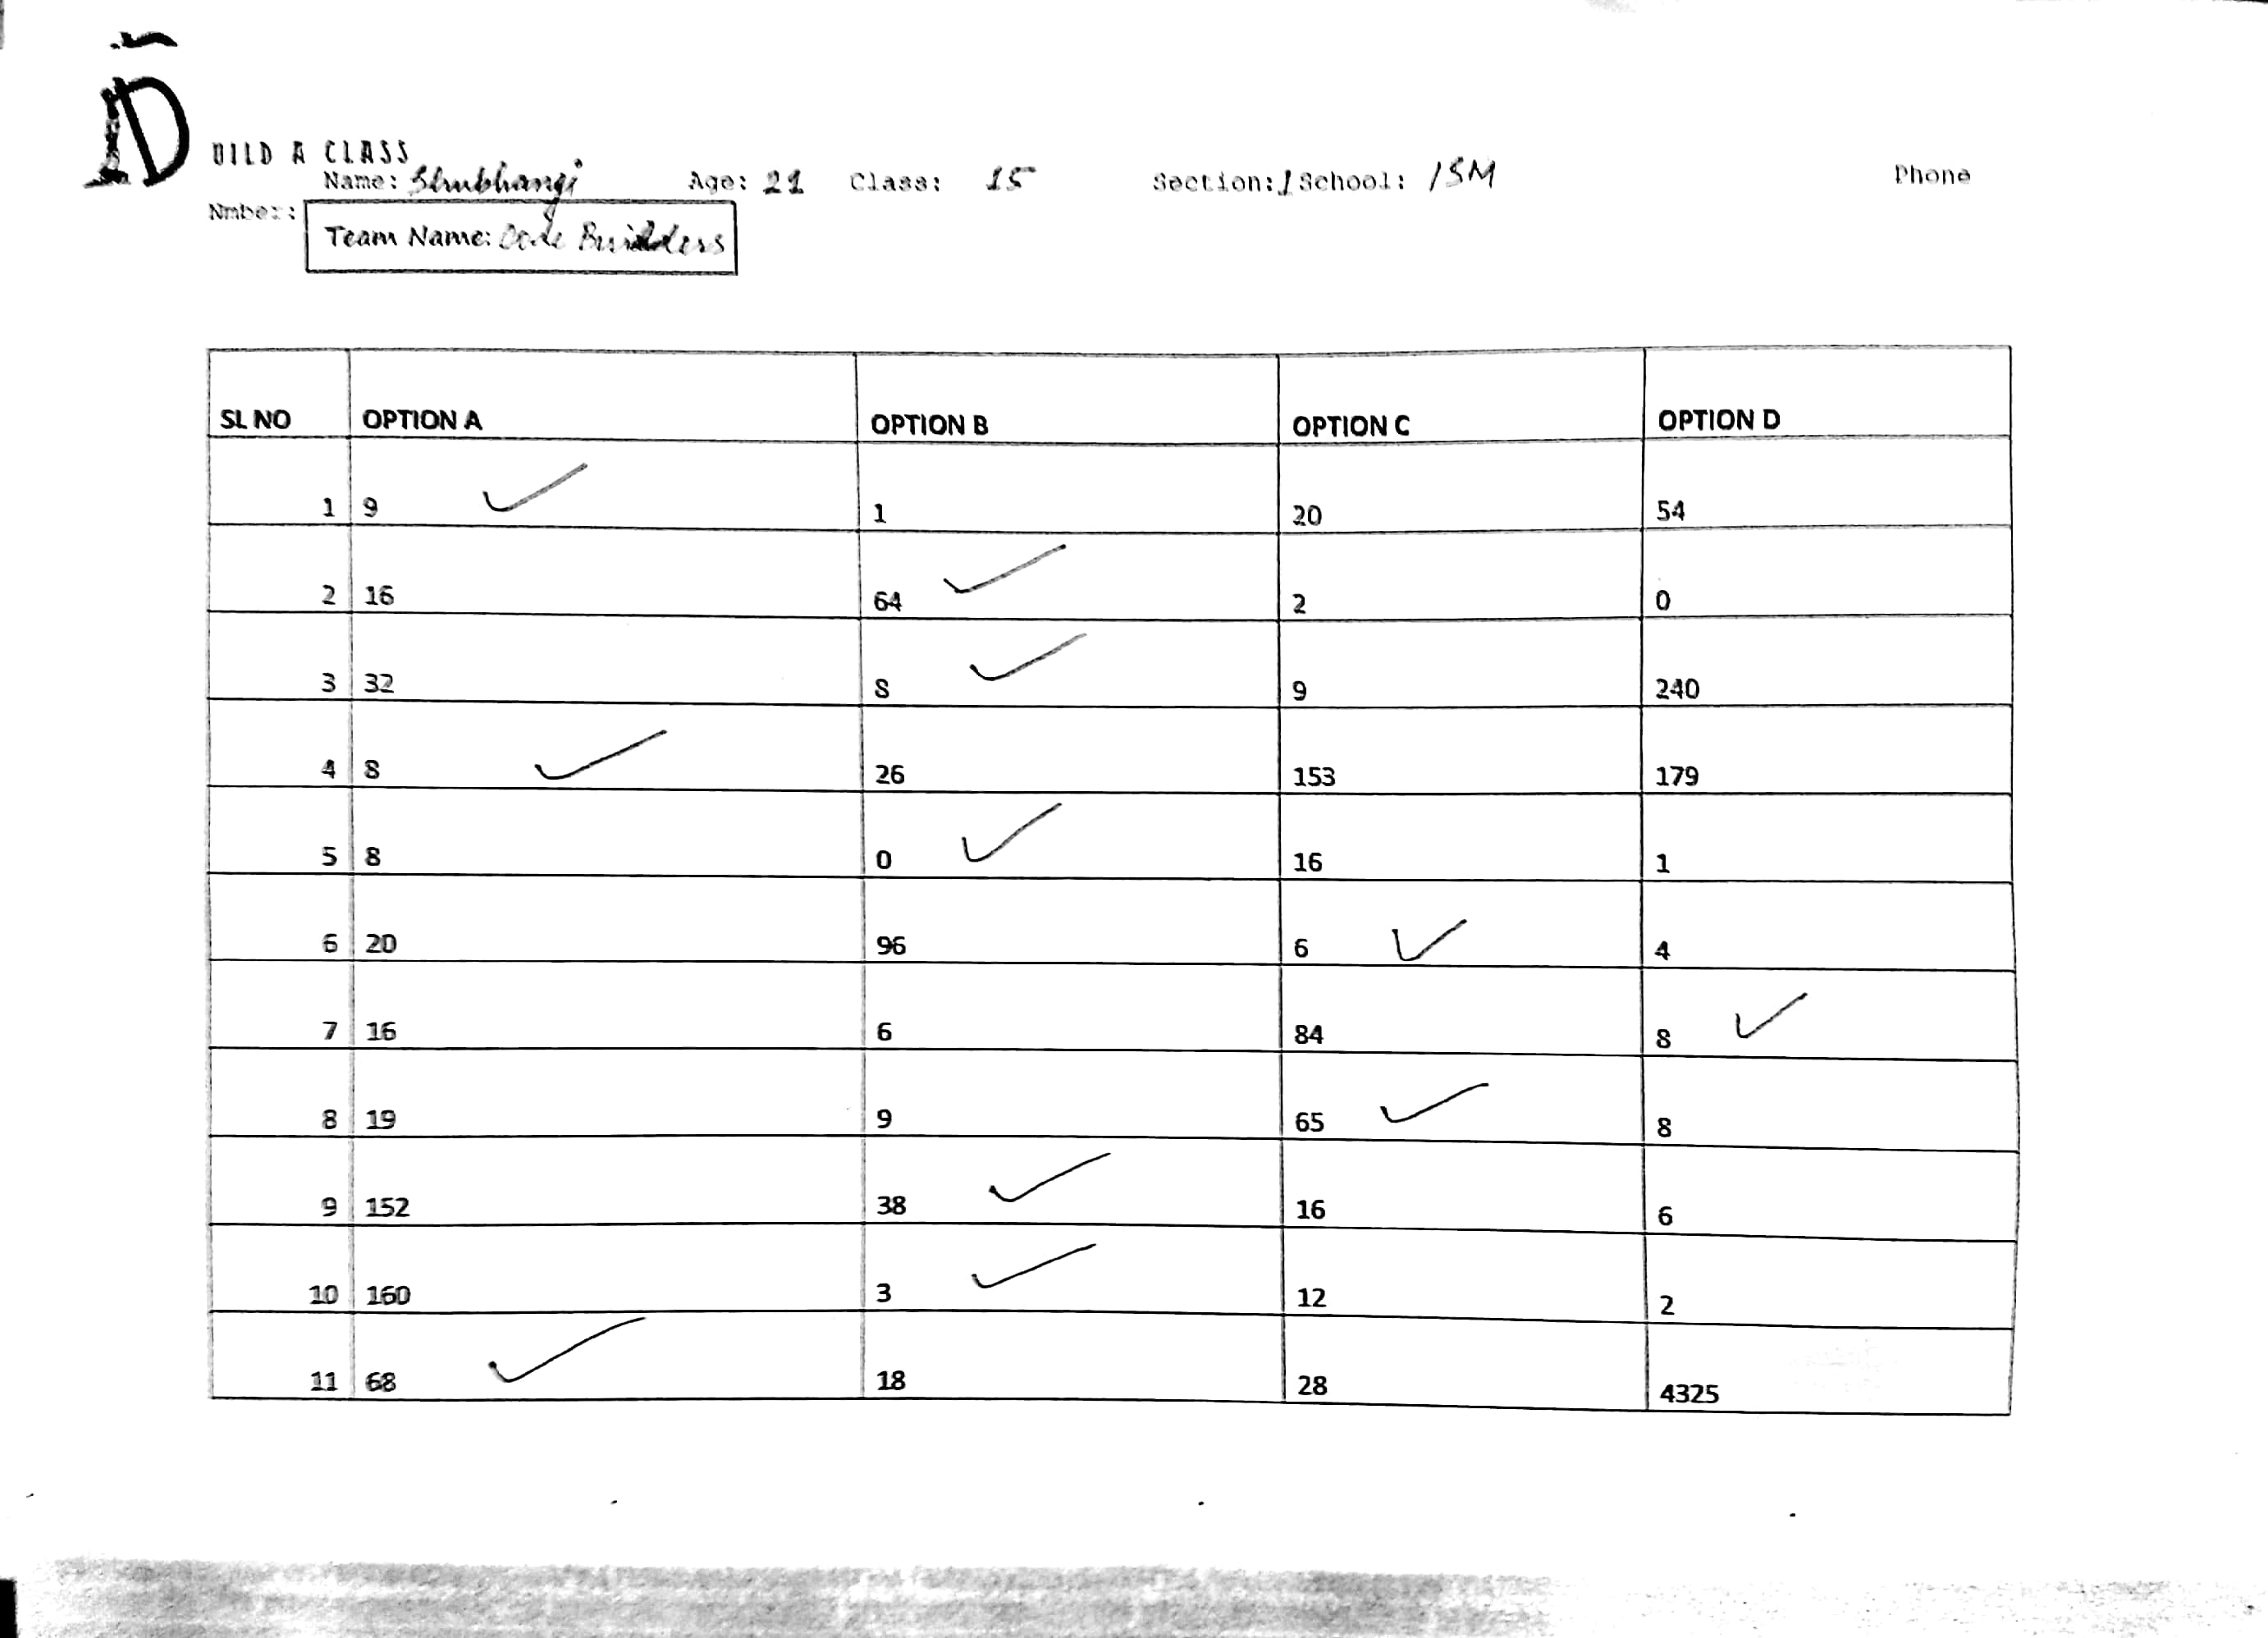 UILD A CLASS
Name: Shubhangi Age: 21 Class: 15 Section: 1 School: ISM Phone
Nmber:
Team Name: Code Builders
SL NO OPTION A OPTION B OPTION C OPTION D
1 9 ✓ 1 20 54
2 16 64 ✓ 2 0
3 32 8 ✓ 9 240
4 8 ✓ 26 153 179
5 8 0 ✓ 16 1
6 20 96 6 ✓ 4
7 16 6 84 8 ✓
8 19 9 65 ✓ 8
9 152 38 ✓ 16 6
10 160 3 ✓ 12 2
11 68 ✓ 18 28 4325